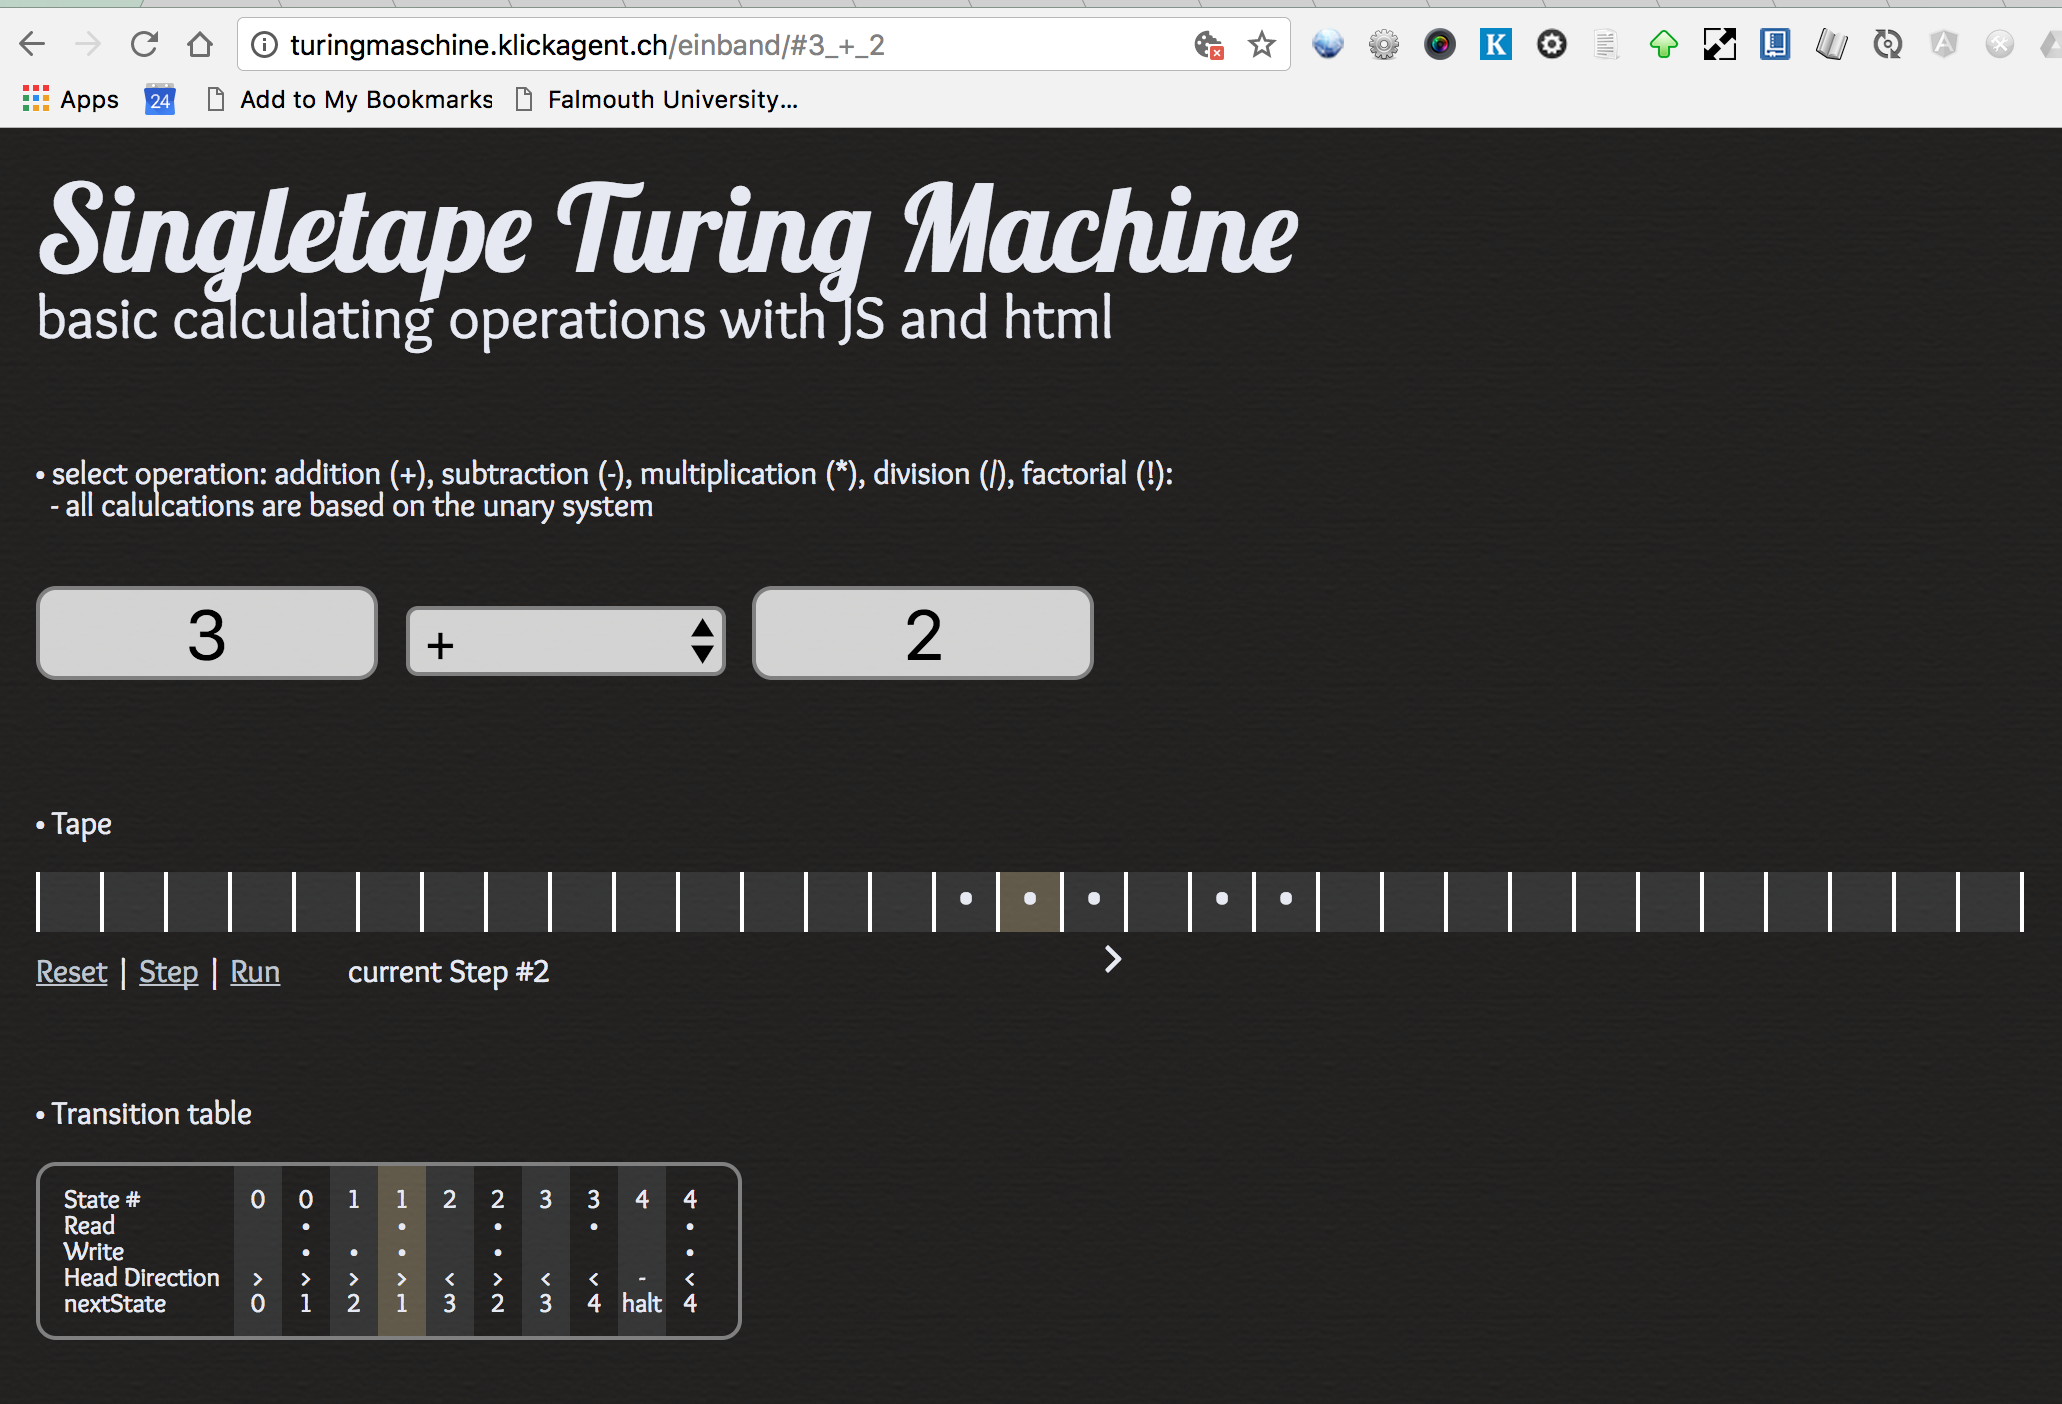 turingmaschine.klickagent.ch/einband/#3_+_2
K
Apps
24
Add to My Bookmarks
Falmouth University...
Singletape Turing Machine
basic calculating operations with JS and html
• select operation: addition (+), subtraction (-), multiplication (*), division (/), factorial (!):
- all calulcations are based on the unary system
3 + 2
• Tape
• • • • •
Reset | Step | Run current Step #2 >
• Transition table
State # 0 0 1 1 2 2 3 3 4 4
Read • • • • •
Write • • • • •
Head Direction > > > > < > < < - <
nextState 0 1 2 1 3 2 3 4 halt 4